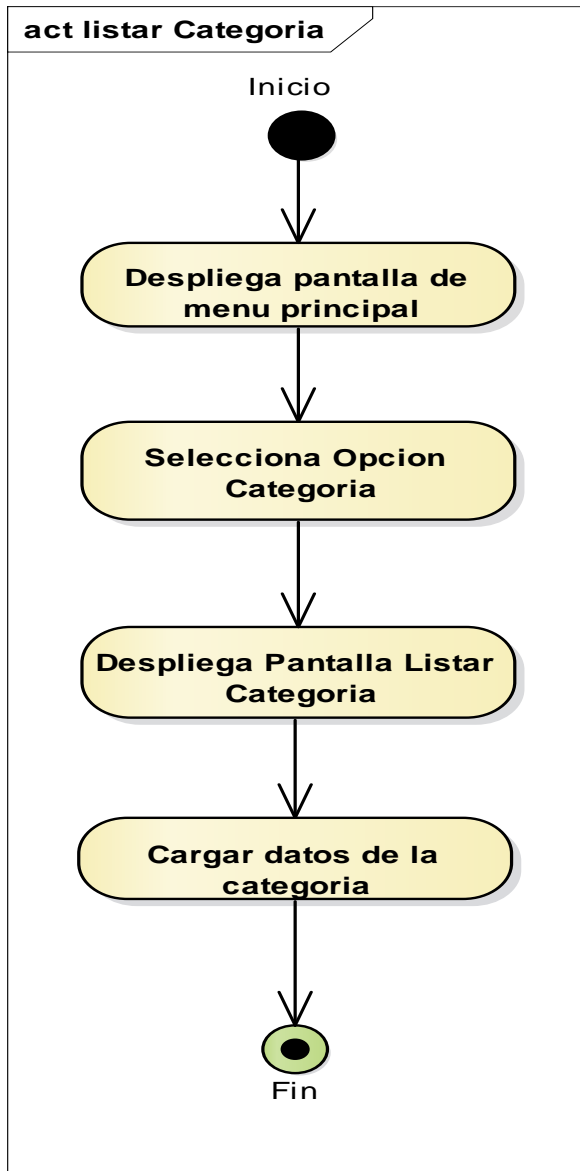 act listar Categoria
Inicio
Despliega pantalla de
menu principal
Selecciona Opcion
Categoria
Despliega Pantalla Listar
Categoria
Cargar datos de la
categoria
Fin